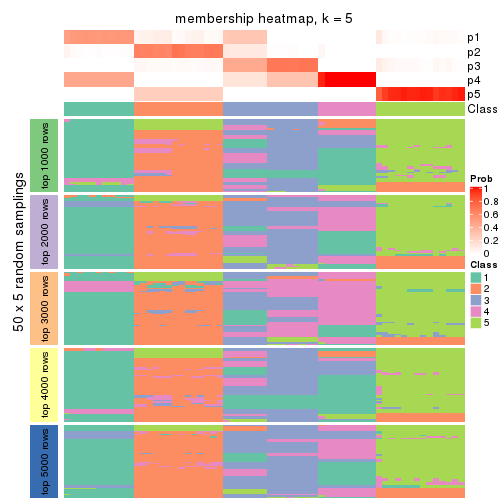 membership heatmap, k = 5
p1
p2
p3
p4
p5
Class
50 x 5 random samplings
top 1000 rows
top 2000 rows
top 3000 rows
top 4000 rows
top 5000 rows
Prob
1
0.8
0.6
0.4
0.2
0
Class
1
2
3
4
5